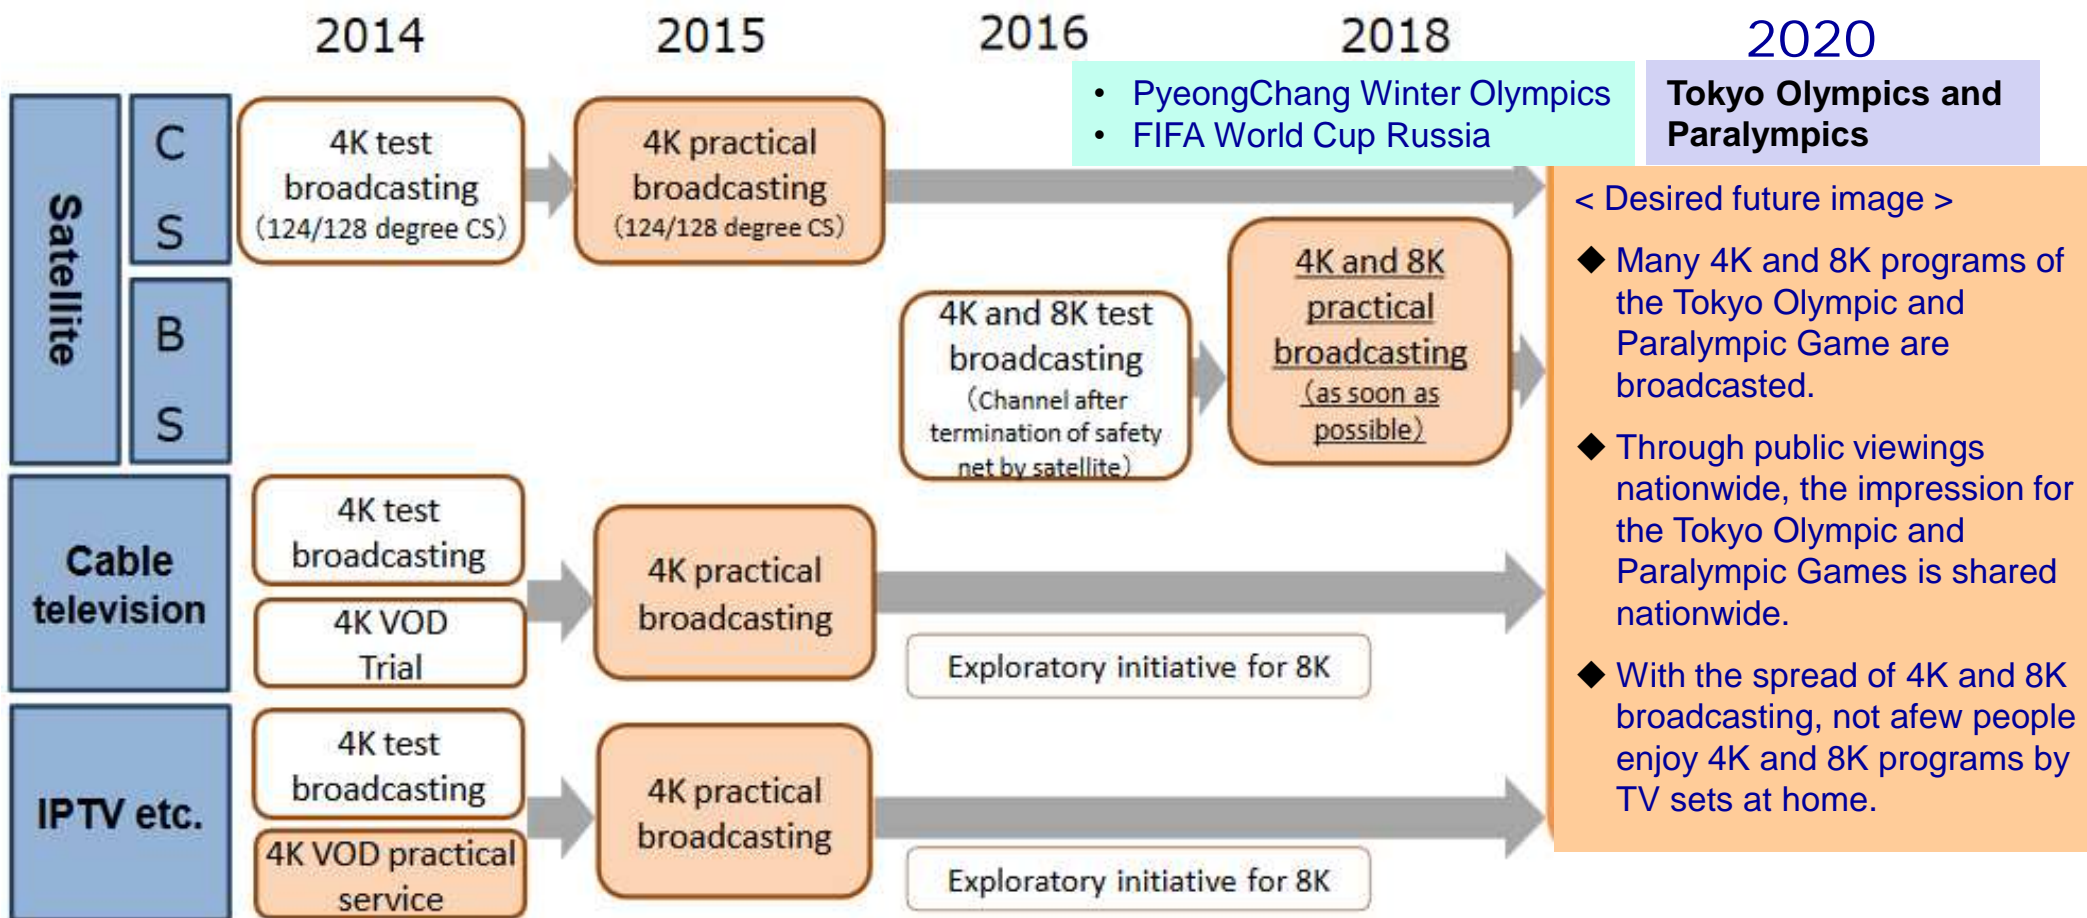 2014
2015
2016
2018
2020
• PyeongChang Winter Olympics
• FIFA World Cup Russia
Tokyo Olympics and
Paralympics
Satellite
C
S
4K test
broadcasting
(124/128 degree CS)
4K practical
broadcasting
(124/128 degree CS)
B
S
4K and 8K test
broadcasting
(Channel after
termination of safety
net by satellite)
4K and 8K
practical
broadcasting
(as soon as
possible)
Cable
television
4K test
broadcasting
4K VOD
Trial
4K practical
broadcasting
Exploratory initiative for 8K
IPTV etc.
4K test
broadcasting
4K VOD practical
service
4K practical
broadcasting
Exploratory initiative for 8K
< Desired future image >
◆ Many 4K and 8K programs of
the Tokyo Olympic and
Paralympic Game are
broadcasted.
◆ Through public viewings
nationwide, the impression for
the Tokyo Olympic and
Paralympic Games is shared
nationwide.
◆ With the spread of 4K and 8K
broadcasting, not afew people
enjoy 4K and 8K programs by
TV sets at home.